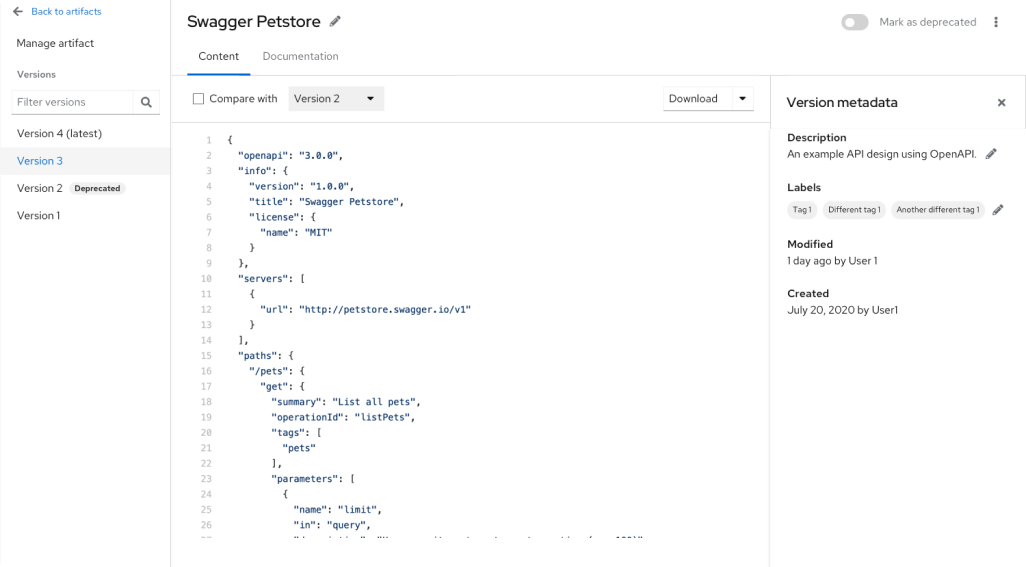 Back to artifacts
Manage artifact
Versions
Filter versions
Version 4 (latest)
Version 3
Version 2 Deprecated
Version 1
Swagger Petstore
Mark as deprecated
Content Documentation
Compare with Version 2
Download
1 {
2 "openapi": "3.0.0",
3 "info": {
4 "version": "1.0.0",
5 "title": "Swagger Petstore",
6 "license": {
7 "name": "MIT"
8 }
9 },
10 "servers": [
11 {
12 "url": "http://petstore.swagger.io/v1"
13 }
14 ],
15 "paths": {
16 "/pets": {
17 "get": {
18 "summary": "List all pets",
19 "operationId": "listPets",
20 "tags": [
21 "pets"
22 ],
23 "parameters": [
24 {
25 "name": "limit",
26 "in": "query",
Version metadata
Description
An example API design using OpenAPI.
Labels
Tag 1 Different tag 1 Another different tag 1
Modified
1 day ago by User 1
Created
July 20, 2020 by User1